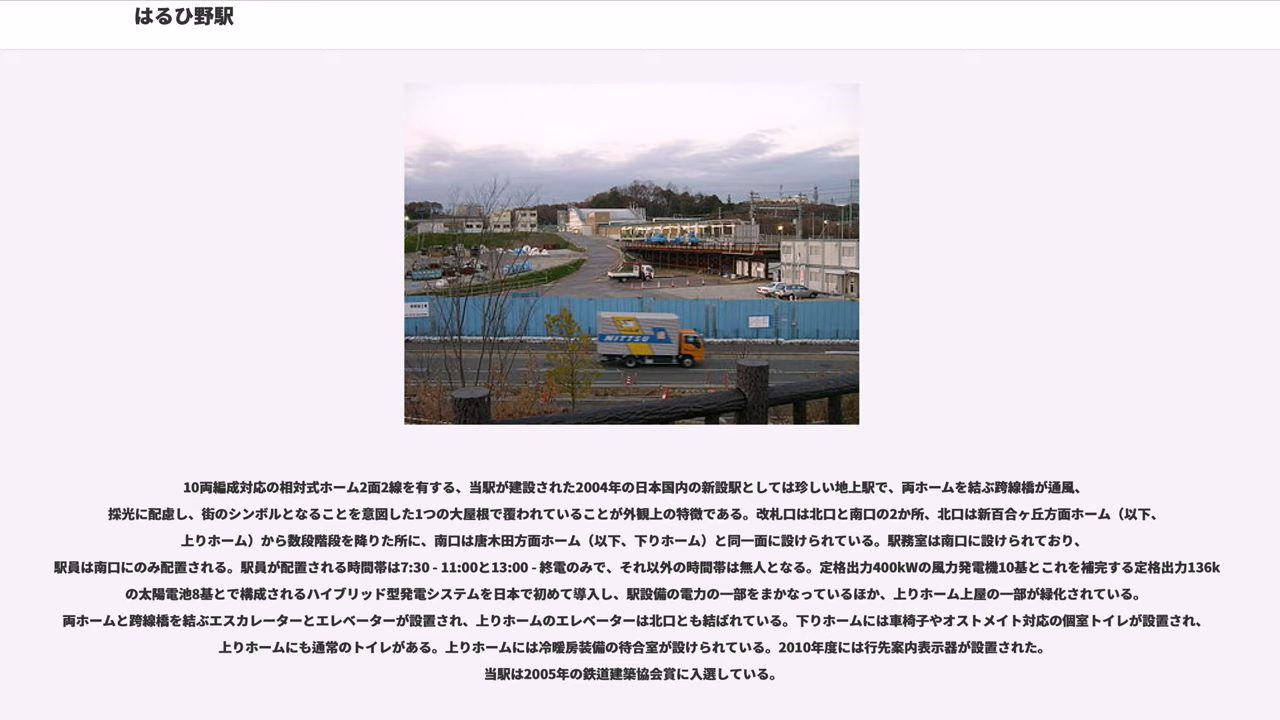 はるひ野駅
NITTSU
10両編成対応の相対式ホーム2面2線を有する、当駅が建設された2004年の日本国内の新設駅としては珍しい地上駅で、両ホームを結ぶ跨線橋が通風、
採光に配慮し、街のシンボルとなることを意図した1つの大屋根で覆われていることが外観上の特徴である。改札口は北口と南口の2か所、北口は新百合ヶ丘方面ホーム（以下、
上りホーム）から数段階段を降りた所に、南口は唐木田方面ホーム（以下、下りホーム）と同一面に設けられている。駅務室は南口に設けられており、
駅員は南口にのみ配置される。駅員が配置される時間帯は7:30 - 11:00と13:00 - 終電のみで、それ以外の時間帯は無人となる。定格出力400kWの風力発電機10基とこれを補完する定格出力136k
の太陽電池8基とで構成されるハイブリッド型発電システムを日本で初めて導入し、駅設備の電力の一部をまかなっているほか、上りホーム上屋の一部が緑化されている。
両ホームと跨線橋を結ぶエスカレーターとエレベーターが設置され、上りホームのエレベーターは北口とも結ばれている。下りホームには車椅子やオストメイト対応の個室トイレが設置され、
上りホームにも通常のトイレがある。上りホームには冷暖房装備の待合室が設けられている。2010年度には行先案内表示器が設置された。
当駅は2005年の鉄道建築協会賞に入選している。